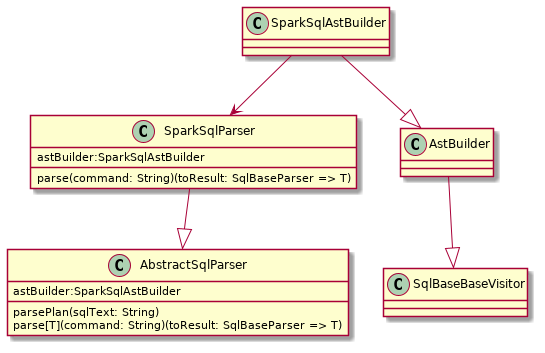 C SparkSqlAstBuilder
C SparkSqlParser
astBuilder:SparkSqlAstBuilder
parse(command: String)(toResult: SqlBaseParser => T)
C AstBuilder
C AbstractSqlParser
astBuilder:SparkSqlAstBuilder
parsePlan(sqlText: String)
parse[T](command: String)(toResult: SqlBaseParser => T)
C SqlBaseBaseVisitor